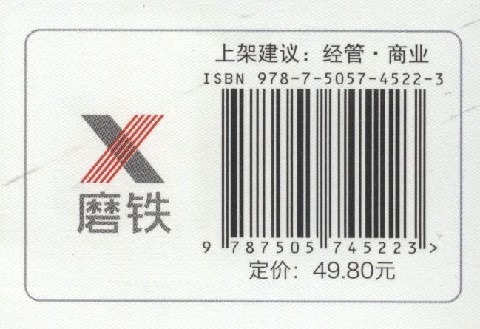 上架建议：经管·商业
ISBN 978-7-5057-4522-3
磨铁
9 787505 745223 >
定价：49.80元